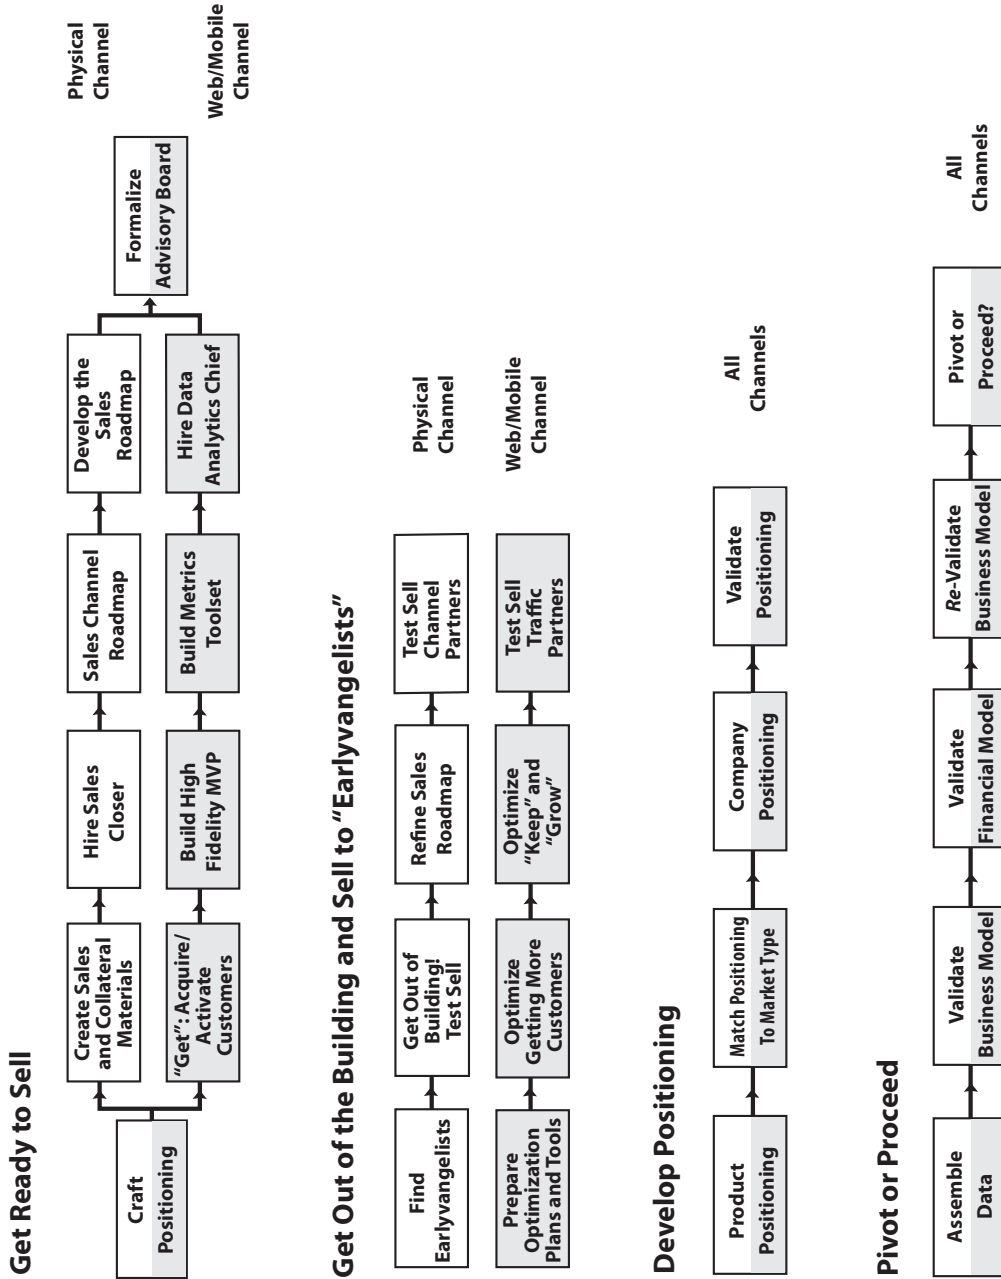 Get Ready to Sell
Craft
Positioning
Create Sales
and Collateral
Materials
Hire Sales
Closer
Sales Channel
Roadmap
Develop the
Sales
Roadmap
"Get": Acquire/
Activate
Customers
Build High
Fidelity MVP
Build Metrics
Toolset
Hire Data
Analytics Chief
Formalize
Advisory Board
Physical
Channel
Web/Mobile
Channel
Get Out of the Building and Sell to “Earlyvangelists”
Find
Earlyvangelists
Get Out of
Building!
Test Sell
Refine Sales
Roadmap
Test Sell
Channel
Partners
Physical
Channel
Prepare
Optimization
Plans and Tools
Optimize
Getting More
Customers
Optimize
“Keep” and
“Grow”
Test Sell
Traffic
Partners
Web/Mobile
Channel
Develop Positioning
Product
Positioning
Match Positioning
To Market Type
Company
Positioning
Validate
Positioning
All
Channels
Pivot or Proceed
Assemble
Data
Validate
Business Model
Validate
Financial Model
Re-Validate
Business Model
Pivot or
Proceed?
All
Channels